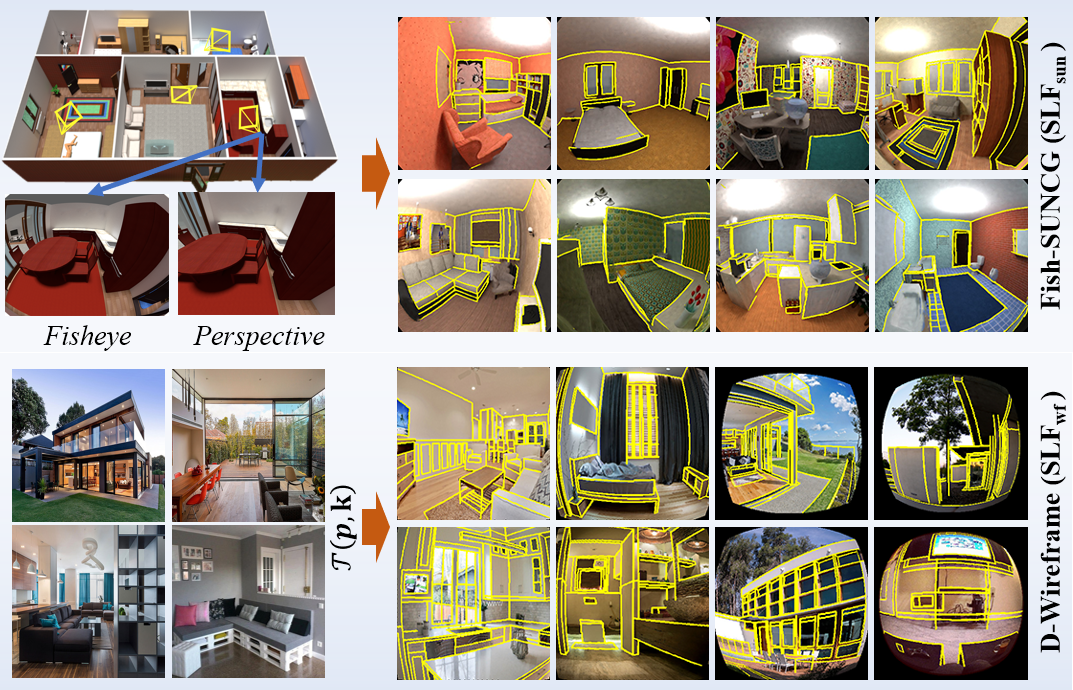 Fisheye
Perspective
Fish-SUNCG (SLFsun)
𝒯(p,k)
D-Wireframe (SLFwf)